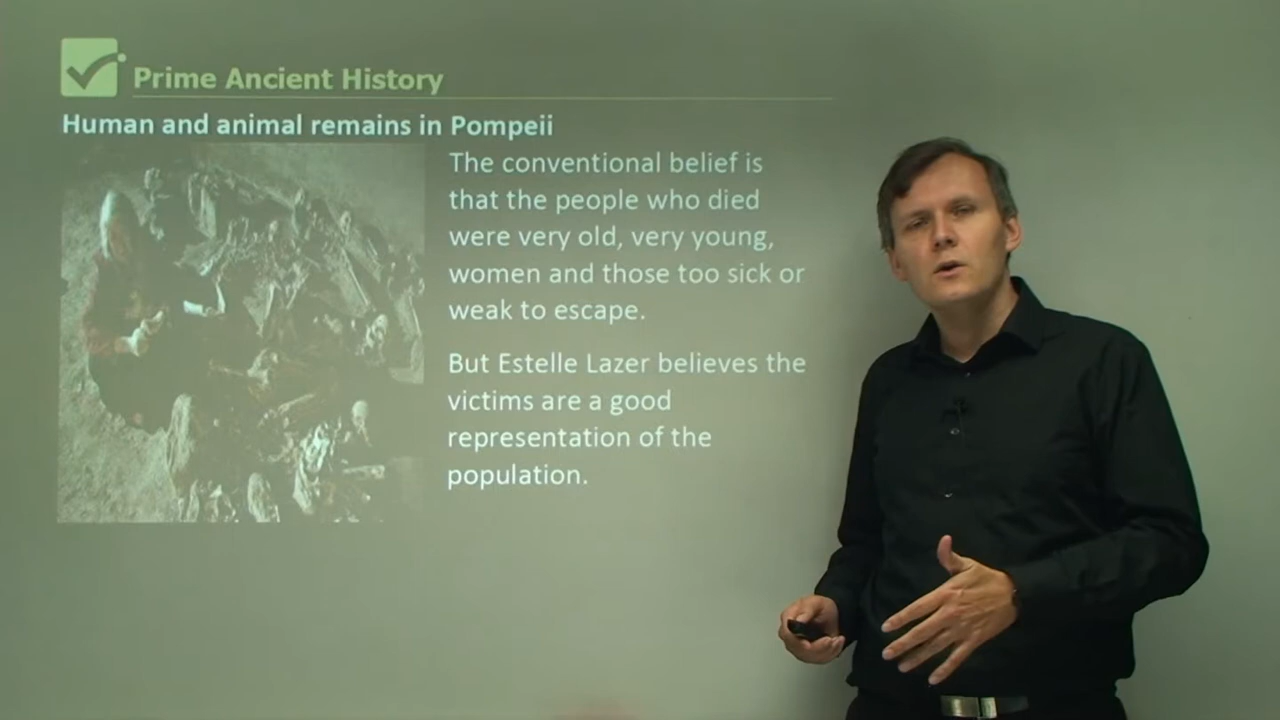 Prime Ancient History
Human and animal remains in Pompeii
The conventional belief is
that the people who died
were very old, very young,
women and those too sick or
weak to escape.
But Estelle Lazer believes the
victims are a good
representation of the
population.